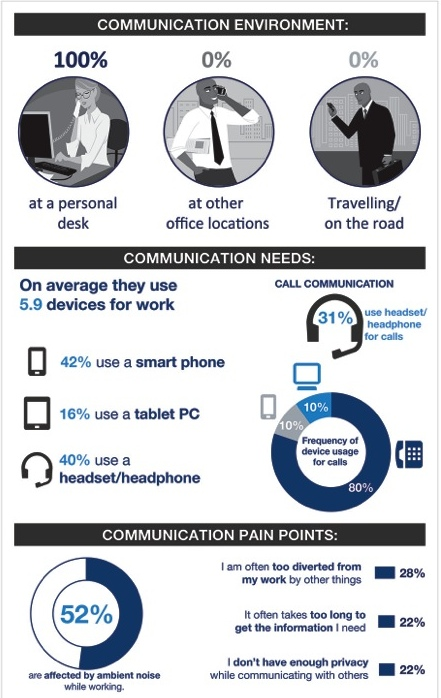 COMMUNICATION ENVIRONMENT:
100%
0%
0%
at a personal
desk
at other
office locations
Travelling/
on the road
COMMUNICATION NEEDS:
On average they use
5.9 devices for work
42% use a smart phone
16% use a tablet PC
40% use a
headset/headphone
CALL COMMUNICATION
31%
use headset/
headphone
for calls
10%
10%
Frequency of
device usage
for calls
80%
COMMUNICATION PAIN POINTS:
52%
are affected by ambient noise
while working.
I am often too diverted from
my work by other things
28%
It often takes too long to
get the information I need
22%
I don't have enough privacy
while communicating with others
22%